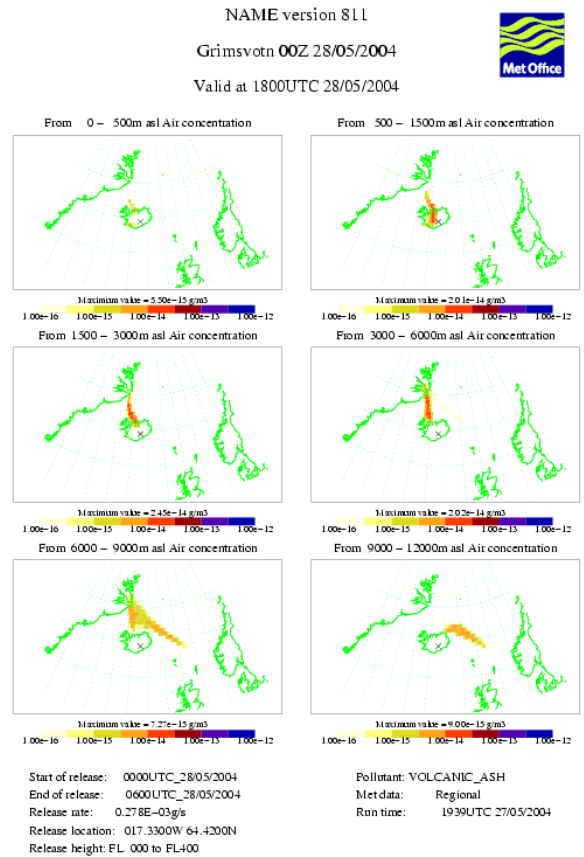 NAME version 811
Grimsvotn 00Z 28/05/2004
Valid at 1800UTC 28/05/2004
Met Office
From 0 – 500m asl Air concentration
Maximum value = 5.50e−15 g/m3
1.00e−16 1.00e−15 1.00e−14 1.00e−13 1.00e−12
From 500 – 1500m asl Air concentration
Maximum value = 2.01e−14 g/m3
1.00e−16 1.00e−15 1.00e−14 1.00e−13 1.00e−12
From 1500 – 3000m asl Air concentration
Maximum value = 2.45e−14 g/m3
1.00e−16 1.00e−15 1.00e−14 1.00e−13 1.00e−12
From 3000 – 6000m asl Air concentration
Maximum value = 2.02e−14 g/m3
1.00e−16 1.00e−15 1.00e−14 1.00e−13 1.00e−12
From 6000 – 9000m asl Air concentration
Maximum value = 7.27e−15 g/m3
1.00e−16 1.00e−15 1.00e−14 1.00e−13 1.00e−12
From 9000 – 12000m asl Air concentration
Maximum value = 9.00e−15 g/m3
1.00e−16 1.00e−15 1.00e−14 1.00e−13 1.00e−12
Start of release: 0000UTC_28/05/2004
End of release: 0600UTC_28/05/2004
Release rate: 0.278E−03g/s
Release location: 017.3300W 64.4200N
Release height: FL 000 to FL400
Pollutant: VOLCANIC_ASH
Met data: Regional
Run time: 1939UTC 27/05/2004